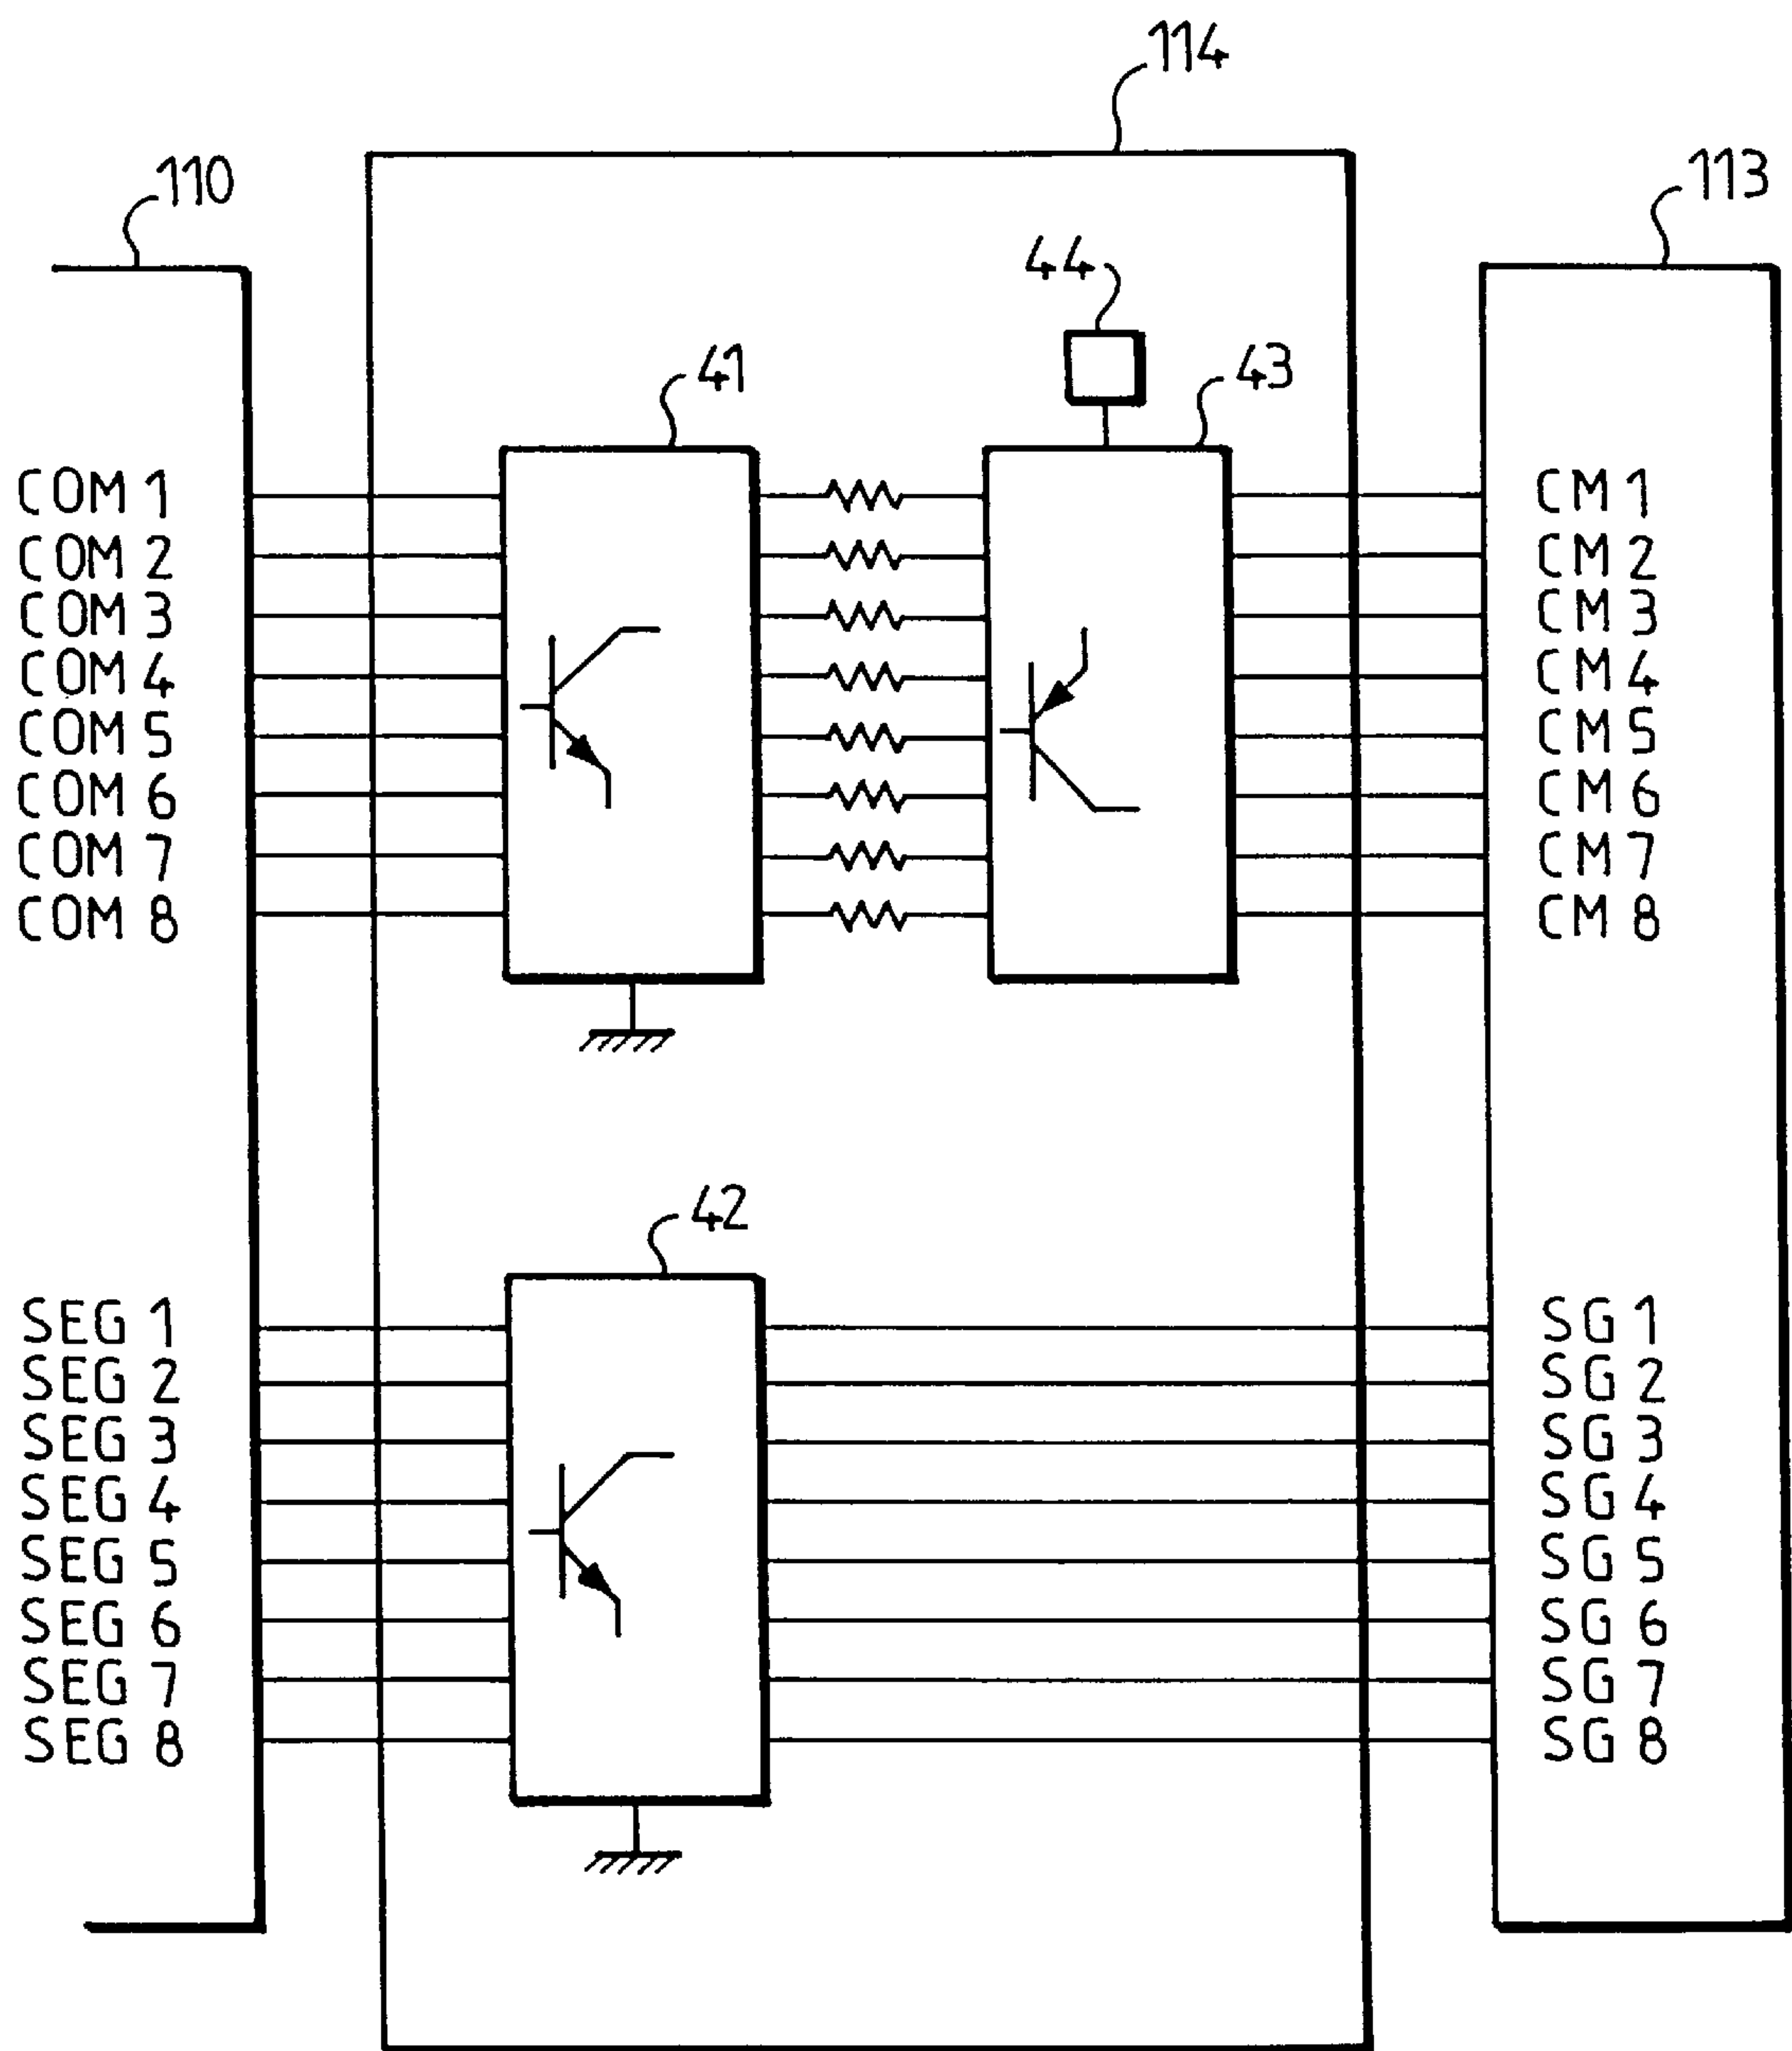 114
110
113
44
41
43
COM 1
COM 2
COM 3
COM 4
COM 5
COM 6
COM 7
COM 8
CM 1
CM 2
CM 3
CM 4
CM 5
CM 6
CM 7
CM 8
42
SEG 1
SEG 2
SEG 3
SEG 4
SEG 5
SEG 6
SEG 7
SEG 8
SG 1
SG 2
SG 3
SG 4
SG 5
SG 6
SG 7
SG 8